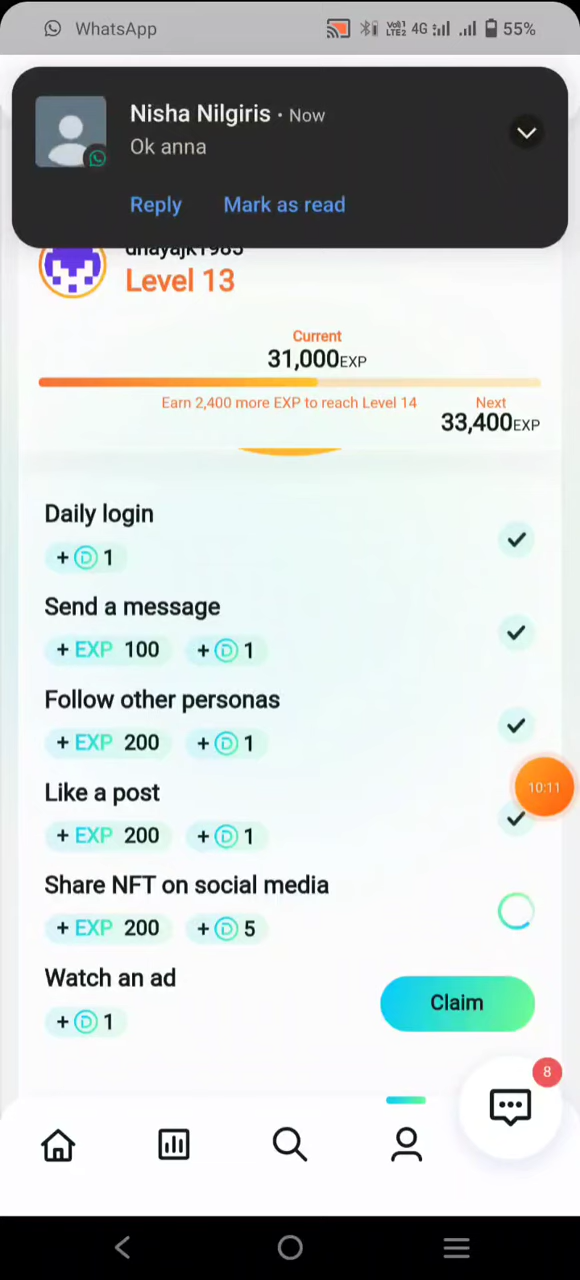 WhatsApp
4G
55%
Nisha Nilgiris • Now
Ok anna
Reply Mark as read
Level 13
Current
31,000EXP
Earn 2,400 more EXP to reach Level 14
Next
33,400EXP
Daily login
+ D 1
Send a message
+ EXP 100 + D 1
Follow other personas
+ EXP 200 + D 1
10:11
Like a post
+ EXP 200 + D 1
Share NFT on social media
+ EXP 200 + D 5
Watch an ad
+ D 1
Claim
8